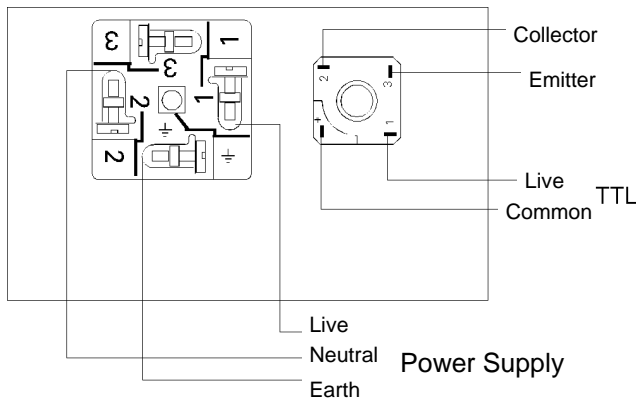 3
1
3
2
1
2
2
3
+
1
Collector
Emitter
Live
Common
TTL
Live
Neutral
Earth
Power Supply